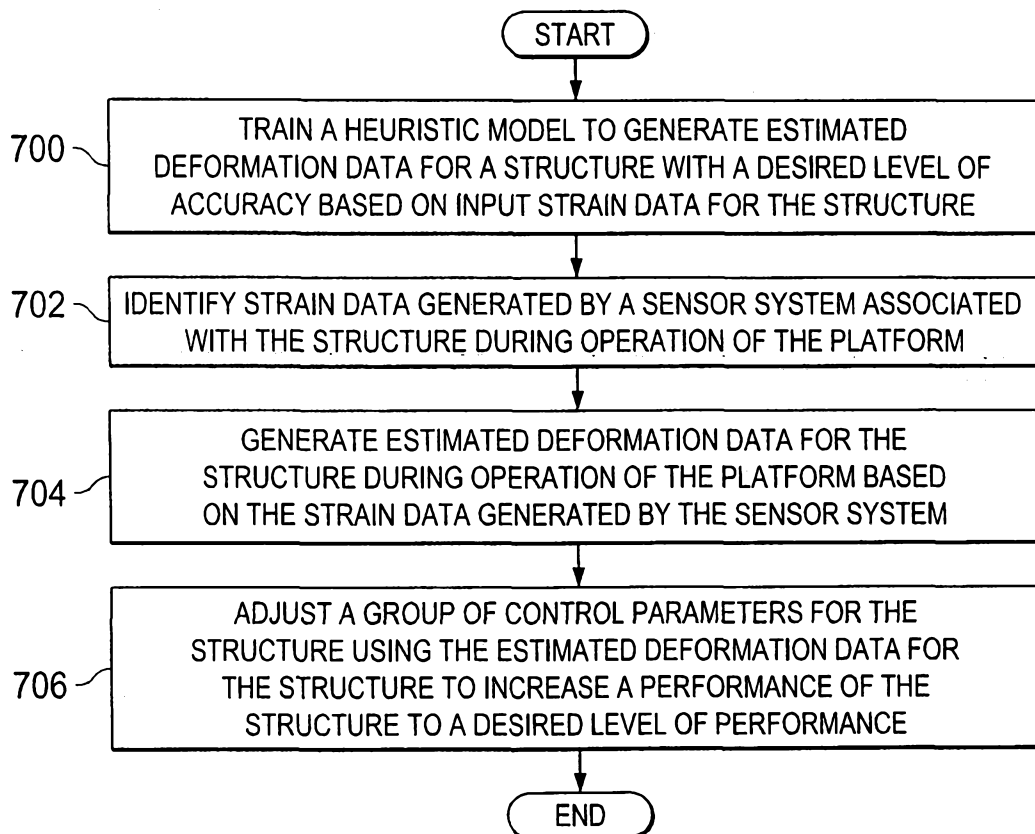 START
700
TRAIN A HEURISTIC MODEL TO GENERATE ESTIMATED
DEFORMATION DATA FOR A STRUCTURE WITH A DESIRED LEVEL OF
ACCURACY BASED ON INPUT STRAIN DATA FOR THE STRUCTURE
702
IDENTIFY STRAIN DATA GENERATED BY A SENSOR SYSTEM ASSOCIATED
WITH THE STRUCTURE DURING OPERATION OF THE PLATFORM
704
GENERATE ESTIMATED DEFORMATION DATA FOR THE
STRUCTURE DURING OPERATION OF THE PLATFORM BASED
ON THE STRAIN DATA GENERATED BY THE SENSOR SYSTEM
706
ADJUST A GROUP OF CONTROL PARAMETERS FOR THE
STRUCTURE USING THE ESTIMATED DEFORMATION DATA FOR
THE STRUCTURE TO INCREASE A PERFORMANCE OF THE
STRUCTURE TO A DESIRED LEVEL OF PERFORMANCE
END